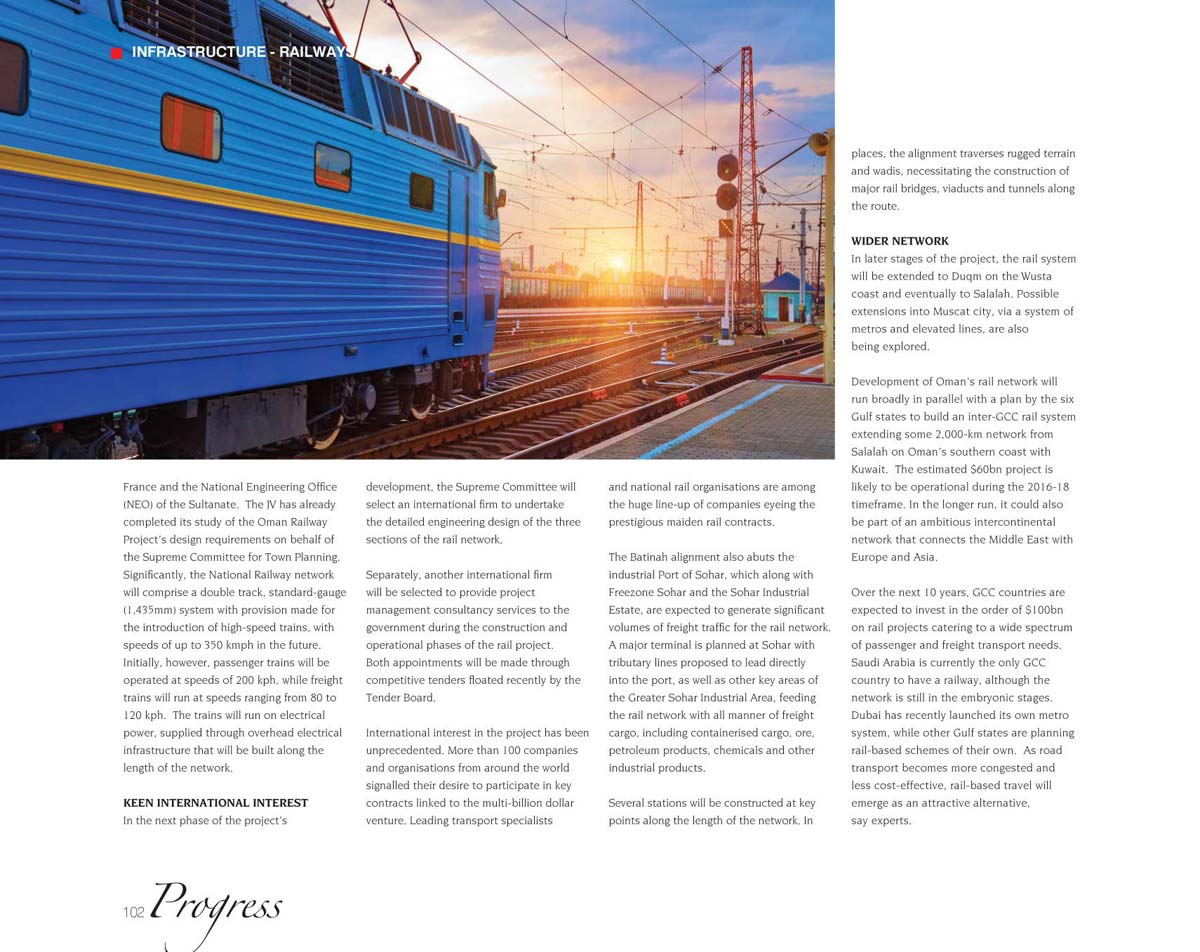 INFRASTRUCTURE - RAILWAYS
France and the National Engineering Office
(NEO) of the Sultanate.  The JV has already
completed its study of the Oman Railway
Project's design requirements on behalf of
the Supreme Committee for Town Planning.
Significantly, the National Railway network
will comprise a double track, standard-gauge
(1,435mm) system with provision made for
the introduction of high-speed trains, with
speeds of up to 350 kmph in the future.
Initially, however, passenger trains will be
operated at speeds of 200 kph, while freight
trains will run at speeds ranging from 80 to
120 kph.  The trains will run on electrical
power, supplied through overhead electrical
infrastructure that will be built along the
length of the network.
KEEN INTERNATIONAL INTEREST
In the next phase of the project's
development, the Supreme Committee will
select an international firm to undertake
the detailed engineering design of the three
sections of the rail network.
Separately, another international firm
will be selected to provide project
management consultancy services to the
government during the construction and
operational phases of the rail project.
Both appointments will be made through
competitive tenders floated recently by the
Tender Board.
International interest in the project has been
unprecedented. More than 100 companies
and organisations from around the world
signalled their desire to participate in key
contracts linked to the multi-billion dollar
venture. Leading transport specialists
and national rail organisations are among
the huge line-up of companies eyeing the
prestigious maiden rail contracts.
The Batinah alignment also abuts the
industrial Port of Sohar, which along with
Freezone Sohar and the Sohar Industrial
Estate, are expected to generate significant
volumes of freight traffic for the rail network.
A major terminal is planned at Sohar with
tributary lines proposed to lead directly
into the port, as well as other key areas of
the Greater Sohar Industrial Area, feeding
the rail network with all manner of freight
cargo, including containerised cargo, ore,
petroleum products, chemicals and other
industrial products.
Several stations will be constructed at key
points along the length of the network. In
places, the alignment traverses rugged terrain
and wadis, necessitating the construction of
major rail bridges, viaducts and tunnels along
the route.
WIDER NETWORK
In later stages of the project, the rail system
will be extended to Duqm on the Wusta
coast and eventually to Salalah. Possible
extensions into Muscat city, via a system of
metros and elevated lines, are also
being explored.
Development of Oman's rail network will
run broadly in parallel with a plan by the six
Gulf states to build an inter-GCC rail system
extending some 2,000-km network from
Salalah on Oman's southern coast with
Kuwait.  The estimated $60bn project is
likely to be operational during the 2016-18
timeframe. In the longer run, it could also
be part of an ambitious intercontinental
network that connects the Middle East with
Europe and Asia.
Over the next 10 years, GCC countries are
expected to invest in the order of $100bn
on rail projects catering to a wide spectrum
of passenger and freight transport needs.
Saudi Arabia is currently the only GCC
country to have a railway, although the
network is still in the embryonic stages.
Dubai has recently launched its own metro
system, while other Gulf states are planning
rail-based schemes of their own.  As road
transport becomes more congested and
less cost-effective, rail-based travel will
emerge as an attractive alternative,
say experts.
102 Progress